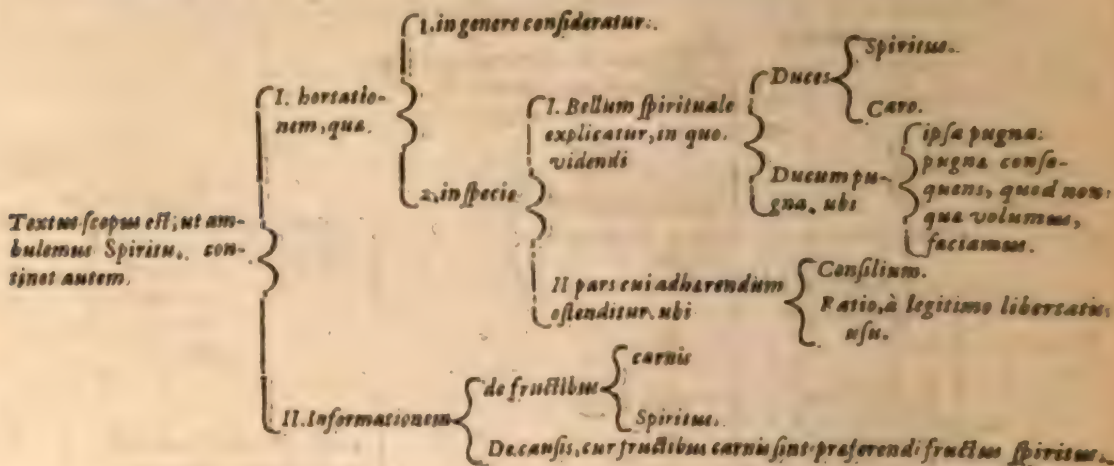 Textus scopus est, ut am-
bulemus Spiritu, con-
tinet autem.
I. hortatio-
nem, qua.
1. in genere consideratur.
2. in specie
I. Bellum spirituale
explicatur, in quo
videndi
Duces
Spiritus.
Caro.
Ducum pu-
gna, ubi
ipsa pugna.
pugna conse-
quens, quod non
qua volumus,
faciamus.
II pars cui adhaerendum
ostenditur. ubi
Consilium.
Ratio, à legitimo libertatis
usu.
II. Informationem
de fructibus
carnis
Spiritus.
De causis, cur fructibus carnis sint praeferendi fructus spiritus.